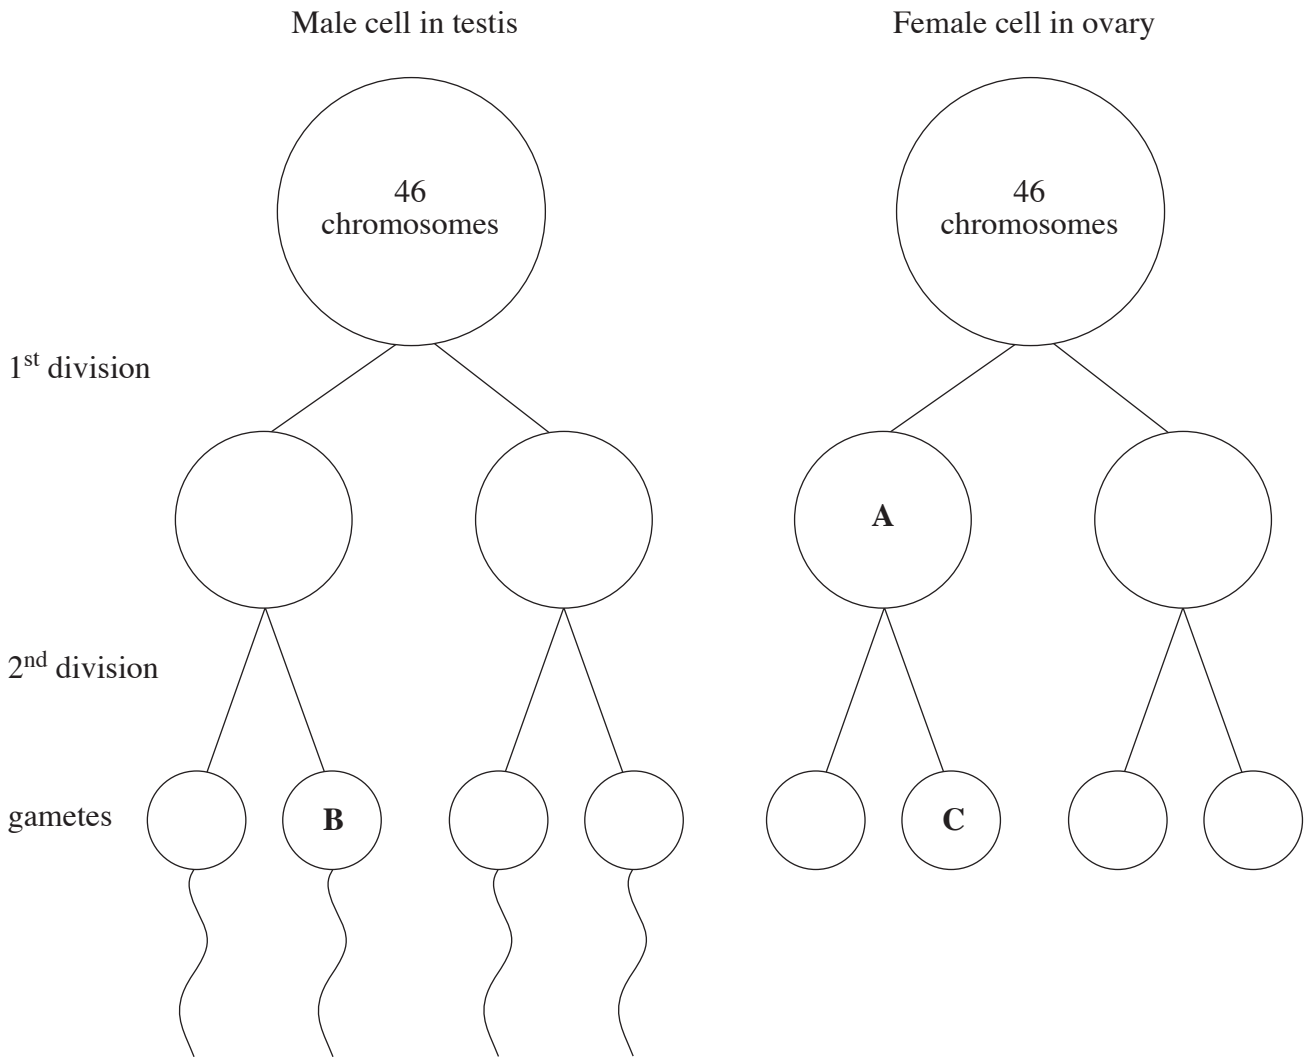 Male cell in testis
Female cell in ovary
46
chromosomes
46
chromosomes
1st division
A
2nd division
gametes
B
C